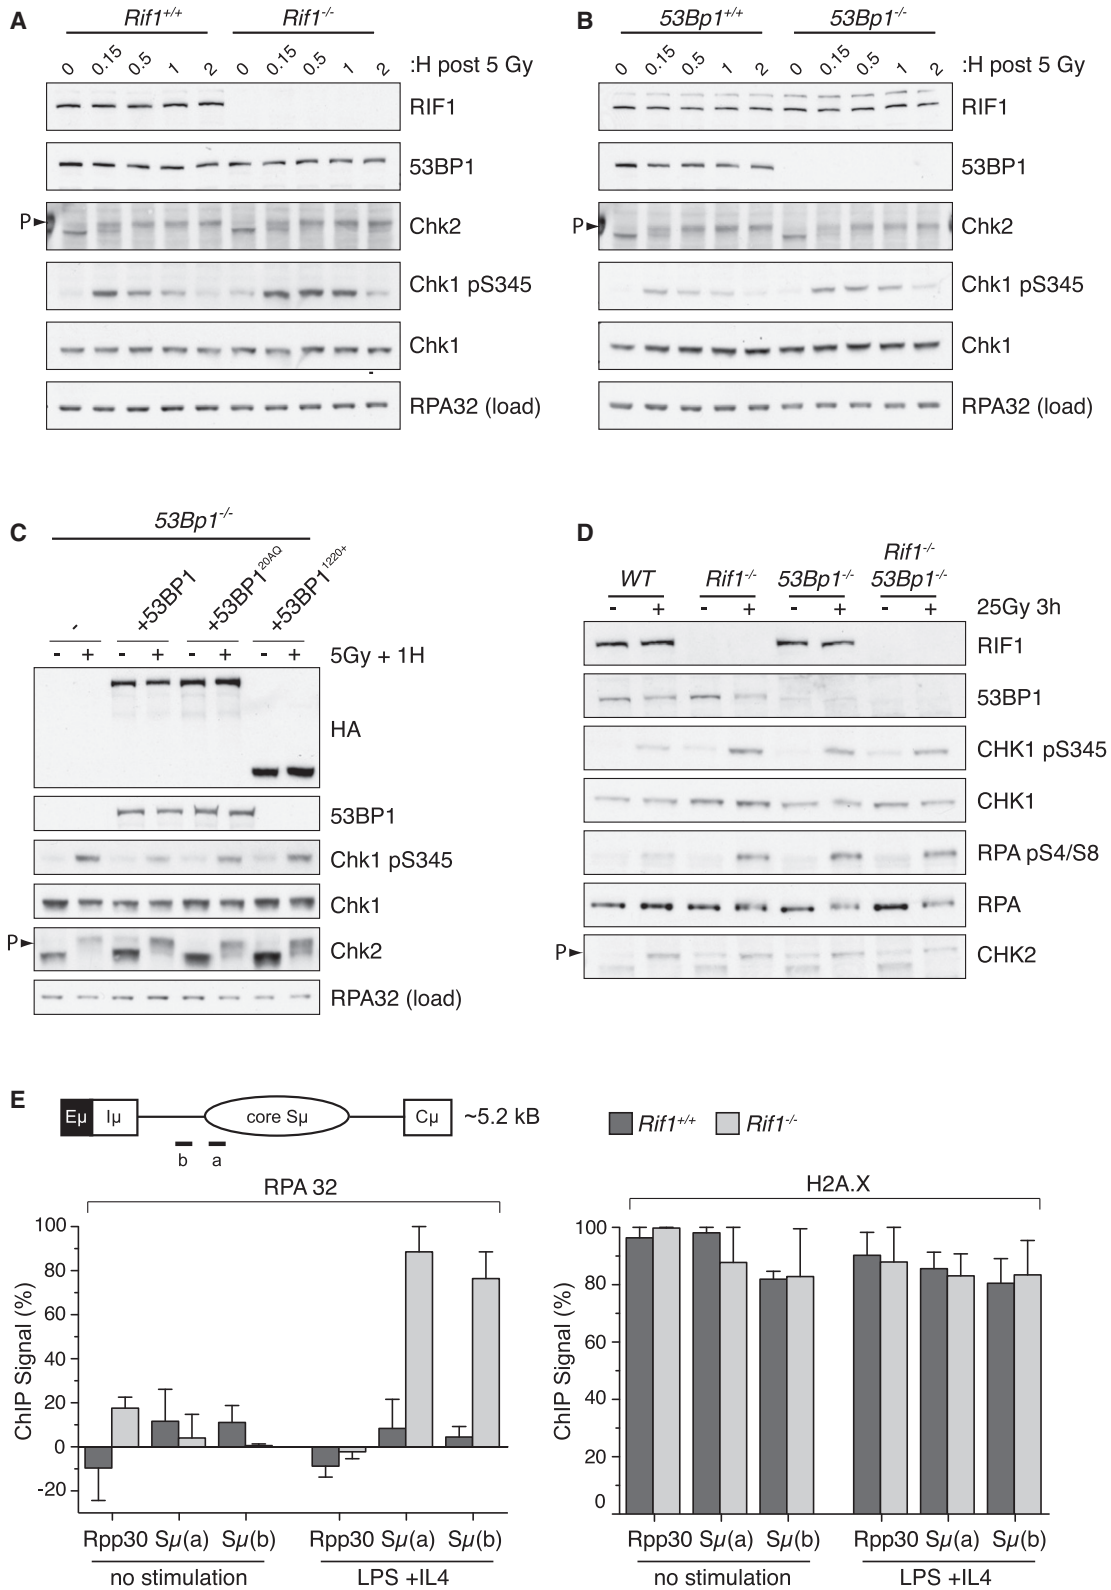 A
Rif1+/+ Rif1-/-
0 0.15 0.5 1 2 0 0.15 0.5 1 2 :H post 5 Gy
RIF1
53BP1
P Chk2
Chk1 pS345
Chk1
RPA32 (load)
B
53Bp1+/+ 53Bp1-/-
0 0.15 0.5 1 2 0 0.15 0.5 1 2 :H post 5 Gy
RIF1
53BP1
P Chk2
Chk1 pS345
Chk1
RPA32 (load)
C
53Bp1-/-
- +53BP1 +53BP1 20AQ +53BP1 1220+
- + - + - + - + 5Gy + 1H
HA
53BP1
Chk1 pS345
Chk1
P Chk2
RPA32 (load)
D
Rif1-/-
WT Rif1-/- 53Bp1-/- 53Bp1-/-
- + - + - + - + 25Gy 3h
RIF1
53BP1
CHK1 pS345
CHK1
RPA pS4/S8
RPA
P CHK2
E
Eμ Iμ core Sμ Cμ ~5.2 kB
b a
Rif1+/+ Rif1-/-
RPA 32
ChIP Signal (%)
100
80
60
40
20
0
-20
Rpp30 Sμ(a) Sμ(b) Rpp30 Sμ(a) Sμ(b)
no stimulation LPS +IL4
H2A.X
ChIP Signal (%)
100
80
60
40
20
0
Rpp30 Sμ(a) Sμ(b) Rpp30 Sμ(a) Sμ(b)
no stimulation LPS +IL4